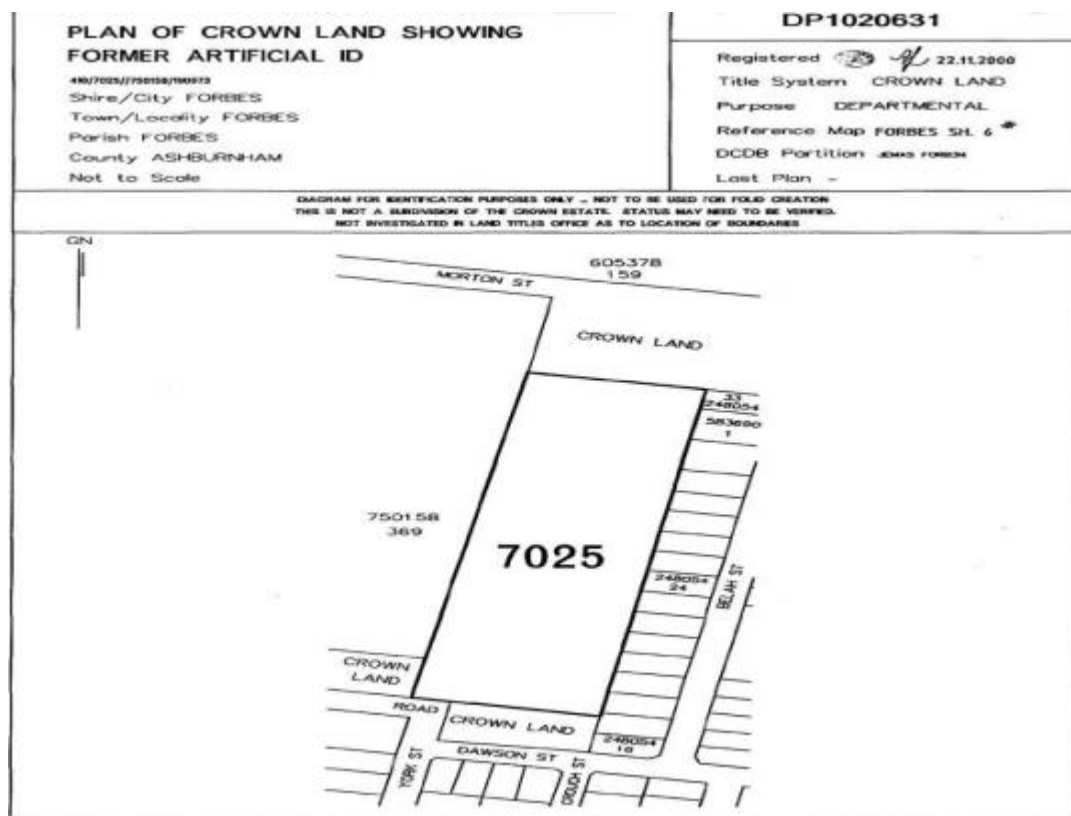 PLAN OF CROWN LAND SHOWING
FORMER ARTIFICIAL ID
Shire/City FORBES
Town/Locality FORBES
Parish FORBES
County ASHBURNHAM
Not to Scale
DP1020631
Registered 22.11.2000
Title System CROWN LAND
Purpose DEPARTMENTAL
Reference Map FORBES SH. 6 #
DCDB Partition
Last Plan -
DIAGRAM FOR IDENTIFICATION PURPOSES ONLY - NOT TO BE USED FOR FOLIO CREATION
THIS IS NOT A SUBDIVISION OF THE CROWN ESTATE. STATUS MAY NEED TO BE VERIFIED.
NOT INVESTIGATED IN LAND TITLES OFFICE AS TO LOCATION OF BOUNDARIES
GN
605378
159
MORTON ST
CROWN LAND
33
248054
583690
1
750158
369
7025
248054
24
BELAH ST
CROWN
LAND
ROAD
CROWN LAND
248054
18
DAWSON ST
YORK ST
CROUCH ST